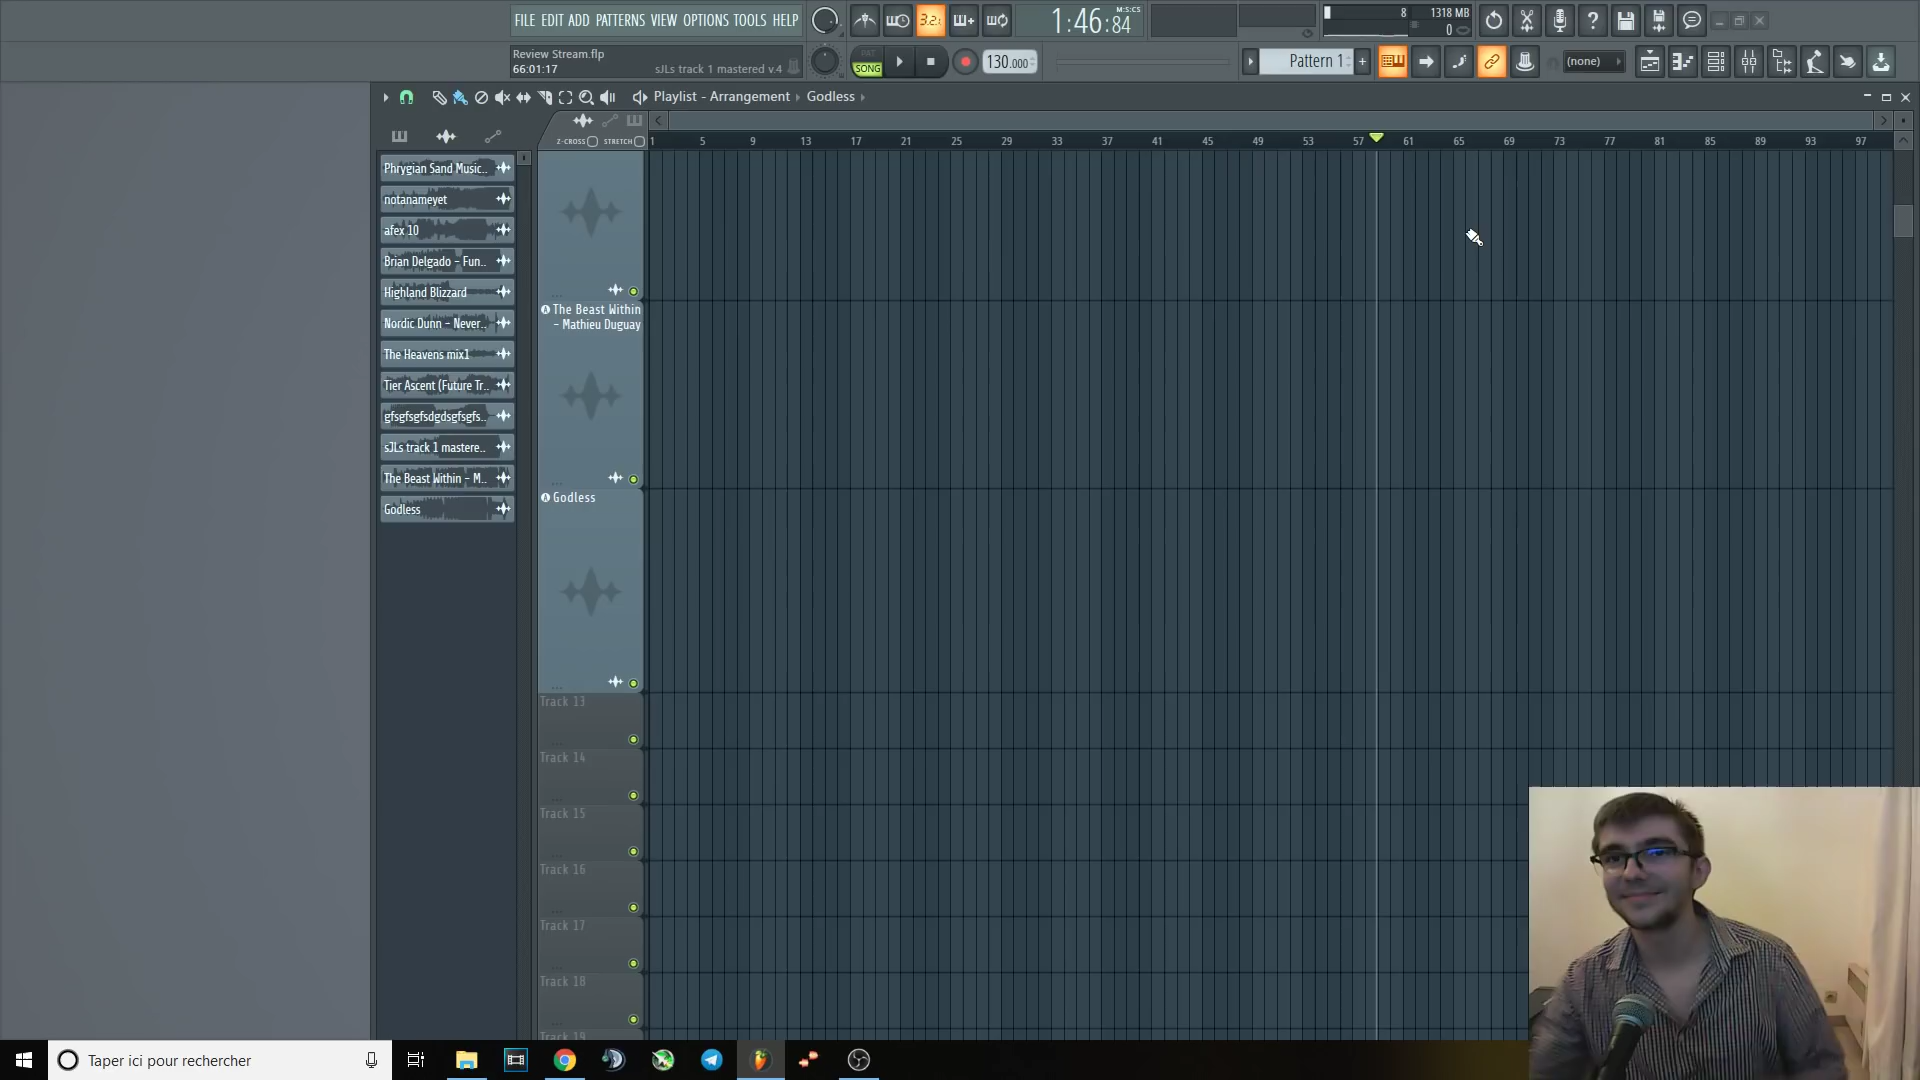 FILE EDIT ADD PATTERNS VIEW OPTIONS TOOLS HELP
3.2.
1:46:84
M:S:CS
8
1318 MB
0
Review Stream.flp
66:01:17
sJLs track 1 mastered v.4
PAT
SONG
130.000
Pattern 1
(none)
Playlist - Arrangement
Godless
Z-CROSS
STRETCH
1 5 9 13 17 21 25 29 33 37 41 45 49 53 57 61 65 69 73 77 81 85 89 93 97
Phrygian Sand Music..
notanameyet
afex 10
Brian Delgado - Fun..
Highland Blizzard
Nordic Dunn - Never..
The Heavens mix1
Tier Ascent (Future Tr..
gfsgfsgfsdgdsgfsgfs..
sJLs track 1 mastere..
The Beast Within - M..
Godless
The Beast Within
- Mathieu Duguay
Godless
Track 13
Track 14
Track 15
Track 16
Track 17
Track 18
Track 19
Taper ici pour rechercher